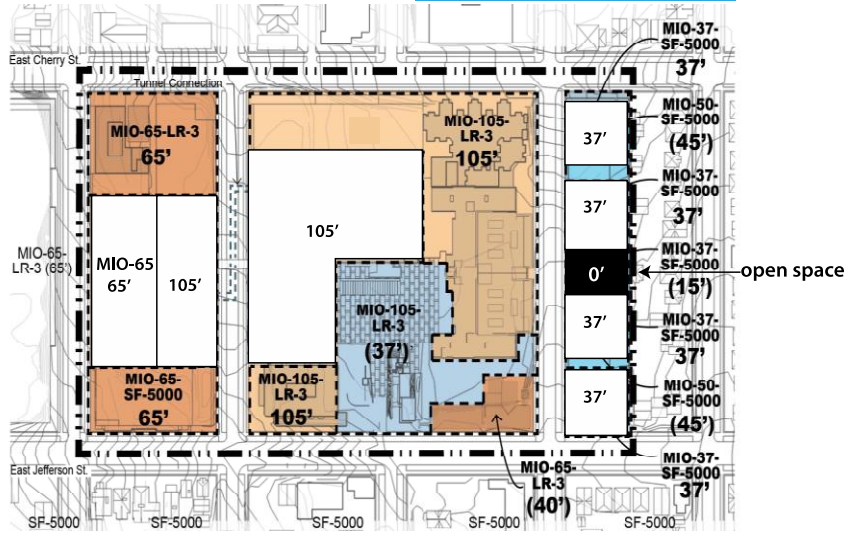 East Cherry St.
Tunnel Connection
MIO-65-LR-3
65’
MIO-65
65’
105’
MIO-65-
SF-5000
65’
MIO-65-
LR-3 (65’)
105’
MIO-105-
LR-3
105’
MIO-105-
LR-3
(37’)
MIO-105-
LR-3
105’
MIO-65-
LR-3
(40’)
37’
37’
0’
37’
37’
MIO-37-
SF-5000
37’
MIO-50-
SF-5000
(45’)
MIO-37-
SF-5000
37’
MIO-37-
SF-5000
(15’)
open space
MIO-37-
SF-5000
37’
MIO-50-
SF-5000
(45’)
MIO-37-
SF-5000
37’
East Jefferson St.
SF-5000
SF-5000
SF-5000
SF-5000
SF-5000